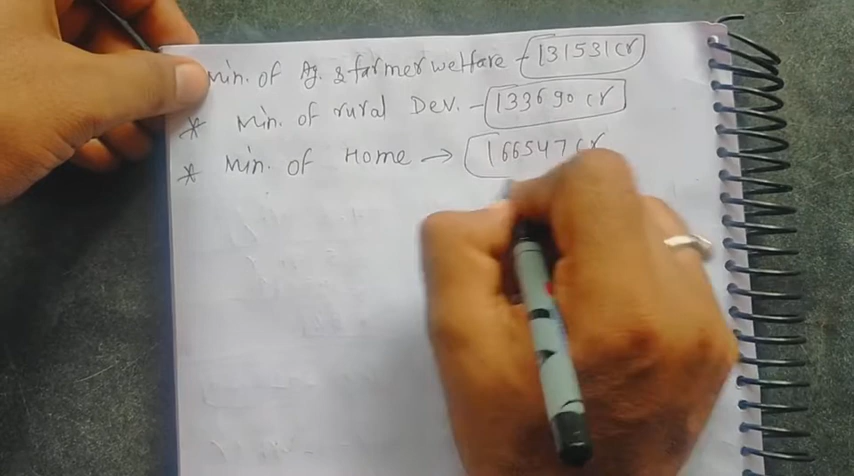 Min. of Ag. & farmer welfare - 131531 cr
* Min. of rural Dev. - 133690 cr
* Min. of Home → 166547 cr